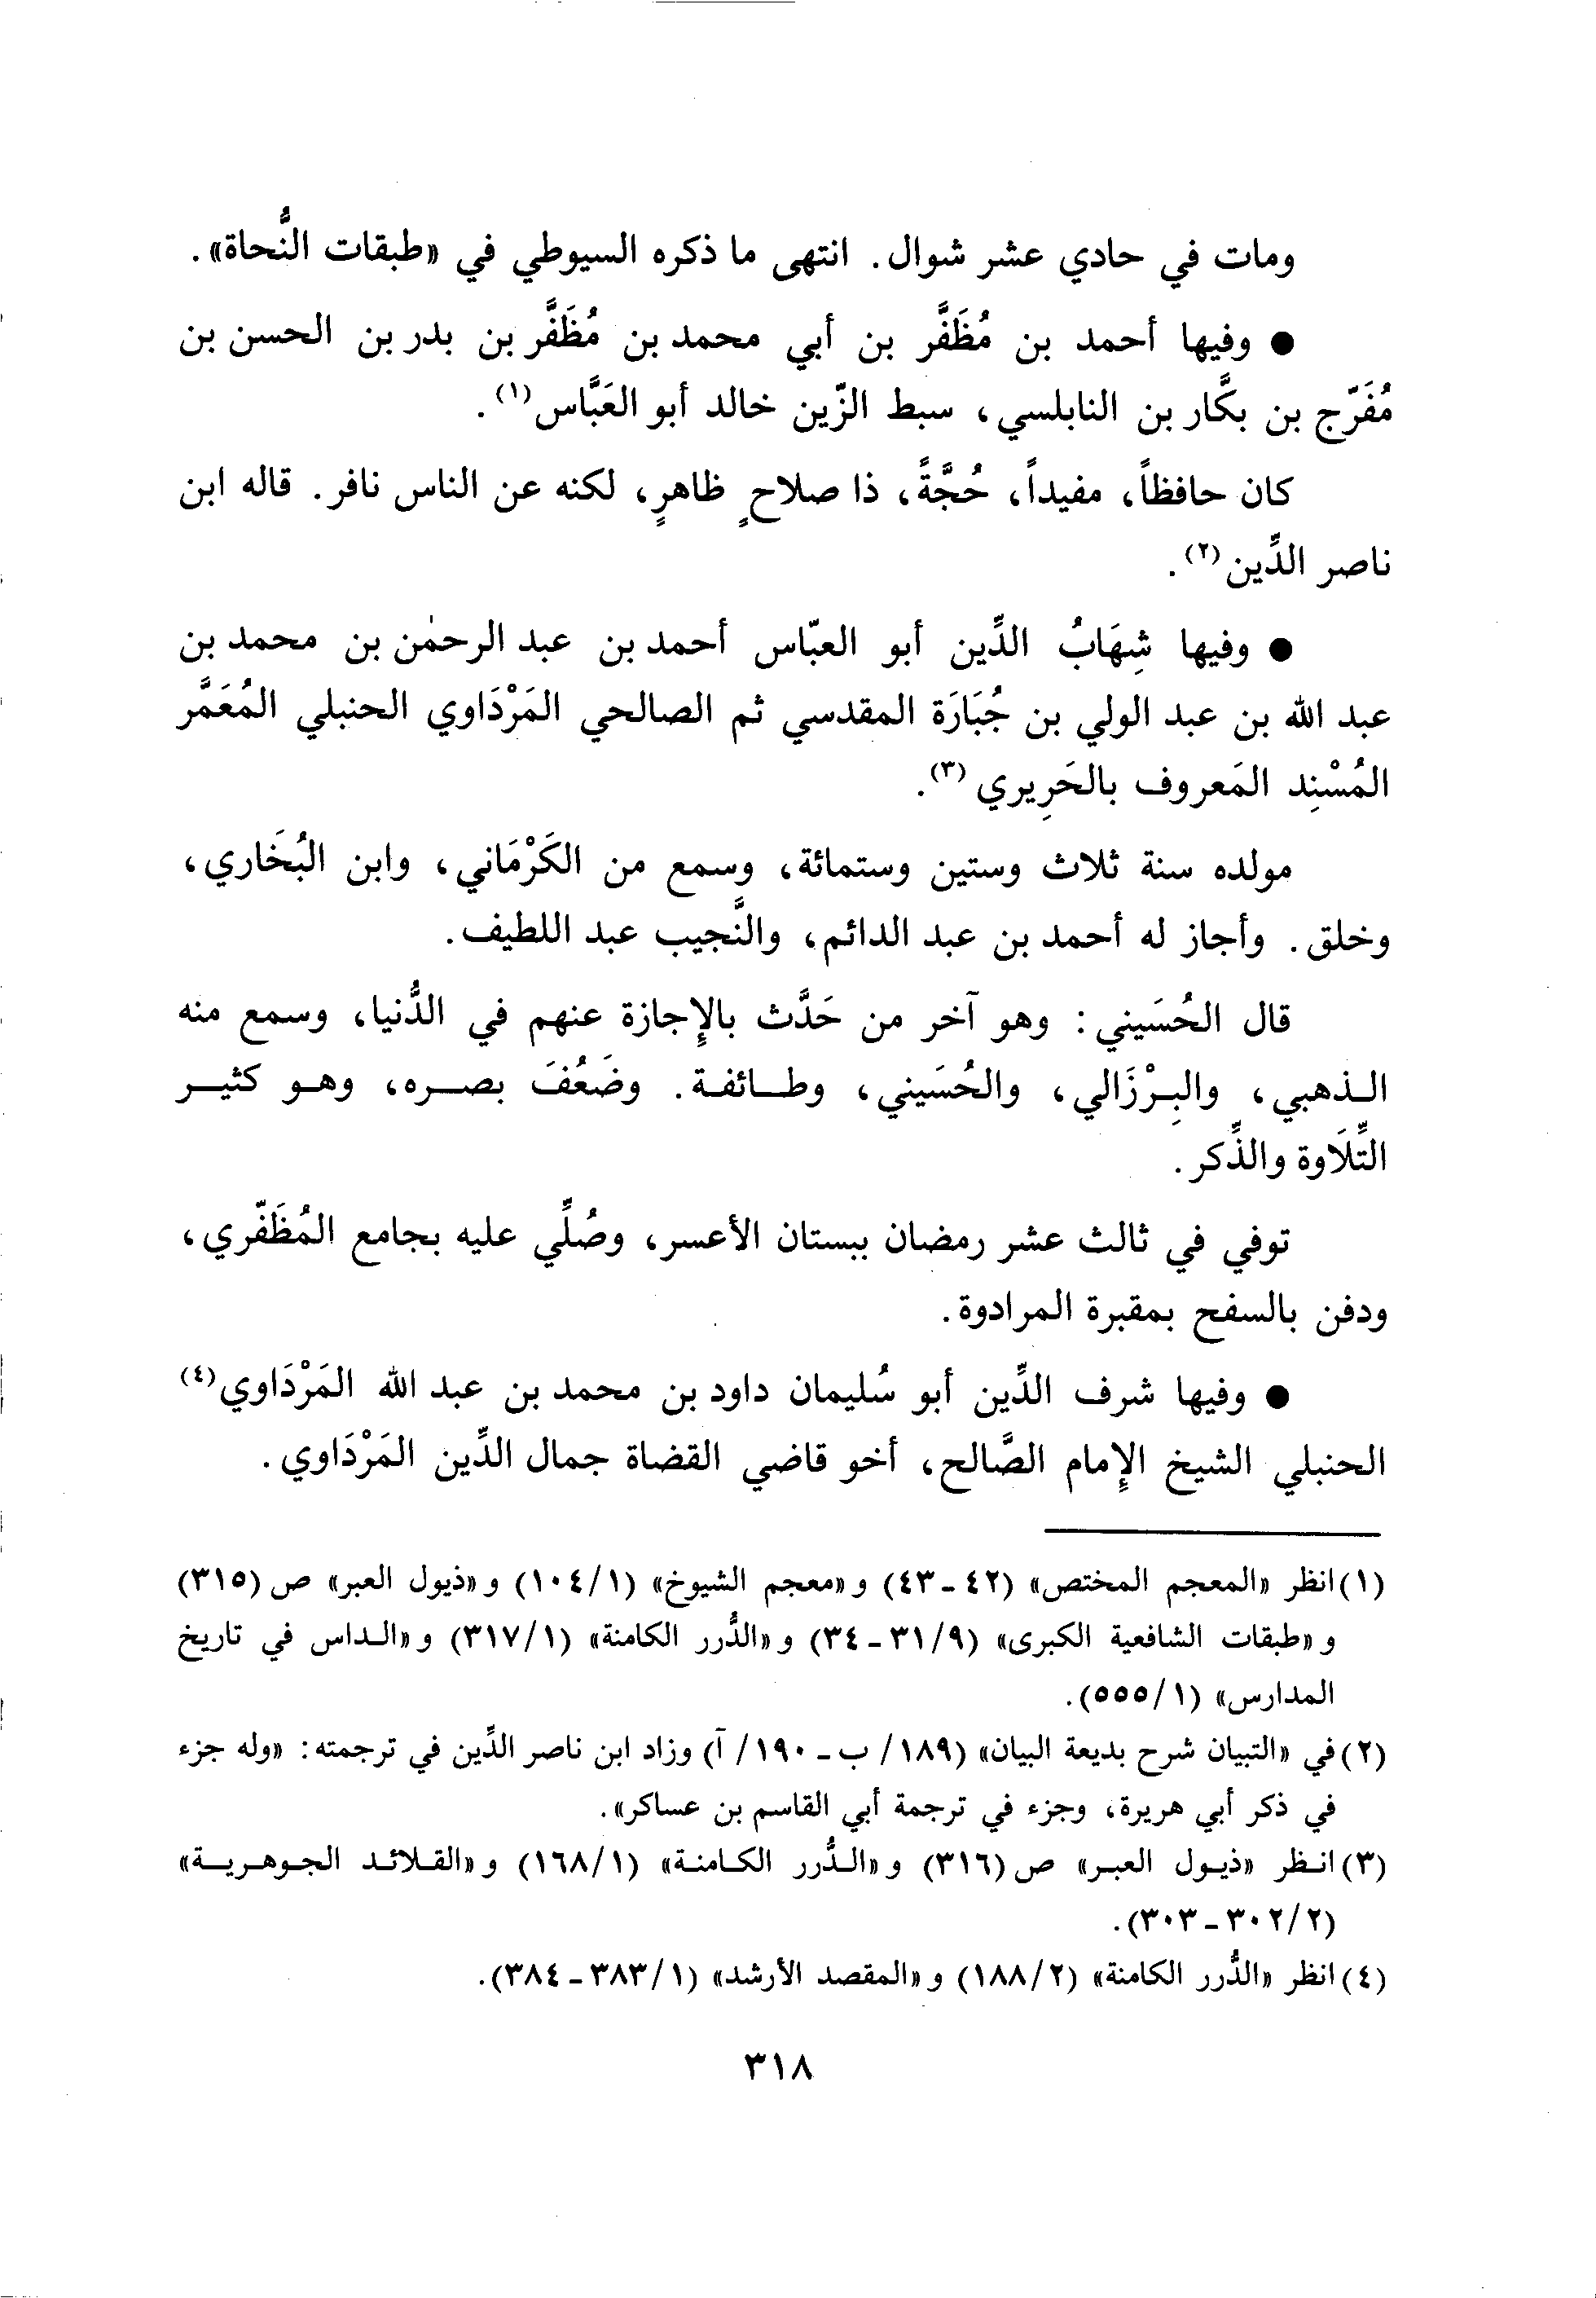 ومات في حادي عشر شوال. انتهى ما ذكره السيوطي في «طبقات النُّحاة».
● وفيها أحمد بن مُظَفَّر بن أبي محمد بن مُظَفَّر بن بدر بن الحسن بن
مُفَرّج بن بكَّار بن النابلسي، سبط الزّين خالد أبو العَبَّاس(١).
كان حافظاً، مفيداً، حُجَّةً، ذا صلاحٍ ظاهرٍ، لكنه عن الناس نافر. قاله ابن
ناصر الدِّين(٢).
● وفيها شِهَابُ الدِّين أبو العبّاس أحمد بن عبد الرحمٰن بن محمد بن
عبد الله بن عبد الولي بن جُبَارَة المقدسي ثم الصالحي المَرْدَاوي الحنبلي المُعَمَّر
المُسْنِد المَعروف بالحَرِيري(٣).
مولده سنة ثلاث وستين وستمائة، وسمع من الكَرْمَاني، وابن البُخَاري،
وخلق. وأجاز له أحمد بن عبد الدائم، والنَّجيب عبد اللطيف.
قال الحُسَيني: وهو آخر من حَدَّث بالإِجازة عنهم في الدُّنيا، وسمع منه
الذهبي، والبِرْزَالي، والحُسَيني، وطائفة. وضَعُفَ بصره، وهو كثير
التِّلَاوة والذِّكر.
توفي في ثالث عشر رمضان ببستان الأعسر، وصُلِّي عليه بجامع المُظَفّري،
ودفن بالسفح بمقبرة المرادوة.
● وفيها شرف الدِّين أبو سُليمان داود بن محمد بن عبد الله المَرْدَاوي(٤)
الحنبلي الشيخ الإِمام الصَّالح، أخو قاضي القضاة جمال الدِّين المَرْدَاوي.
(١) انظر «المعجم المختص» (٤٢ - ٤٣) و«معجم الشيوخ» (١/١٠٤) و«ذيول العبر» ص (٣١٥)
و«طبقات الشافعية الكبرى» (٩/٣١ - ٣٤) و«الدُّرر الكامنة» (١/٣١٧) و«الداس في تاريخ
المدارس» (١/٥٥٥).
(٢) في «التبيان شرح بديعة البيان» (١٨٩/ ب - ١٩٠/ آ) وزاد ابن ناصر الدِّين في ترجمته: «وله جزء
في ذكر أبي هريرة، وجزء في ترجمة أبي القاسم بن عساكر».
(٣) انظر «ذيول العبر» ص (٣١٦) و«الدُّرر الكامنة» (١/١٦٨) و«القلائد الجوهرية»
(٢/٣٠٢ - ٣٠٣).
(٤) انظر «الدُّرر الكامنة» (٢/١٨٨) و«المقصد الأرشد» (١/٣٨٣ - ٣٨٤).
٣١٨